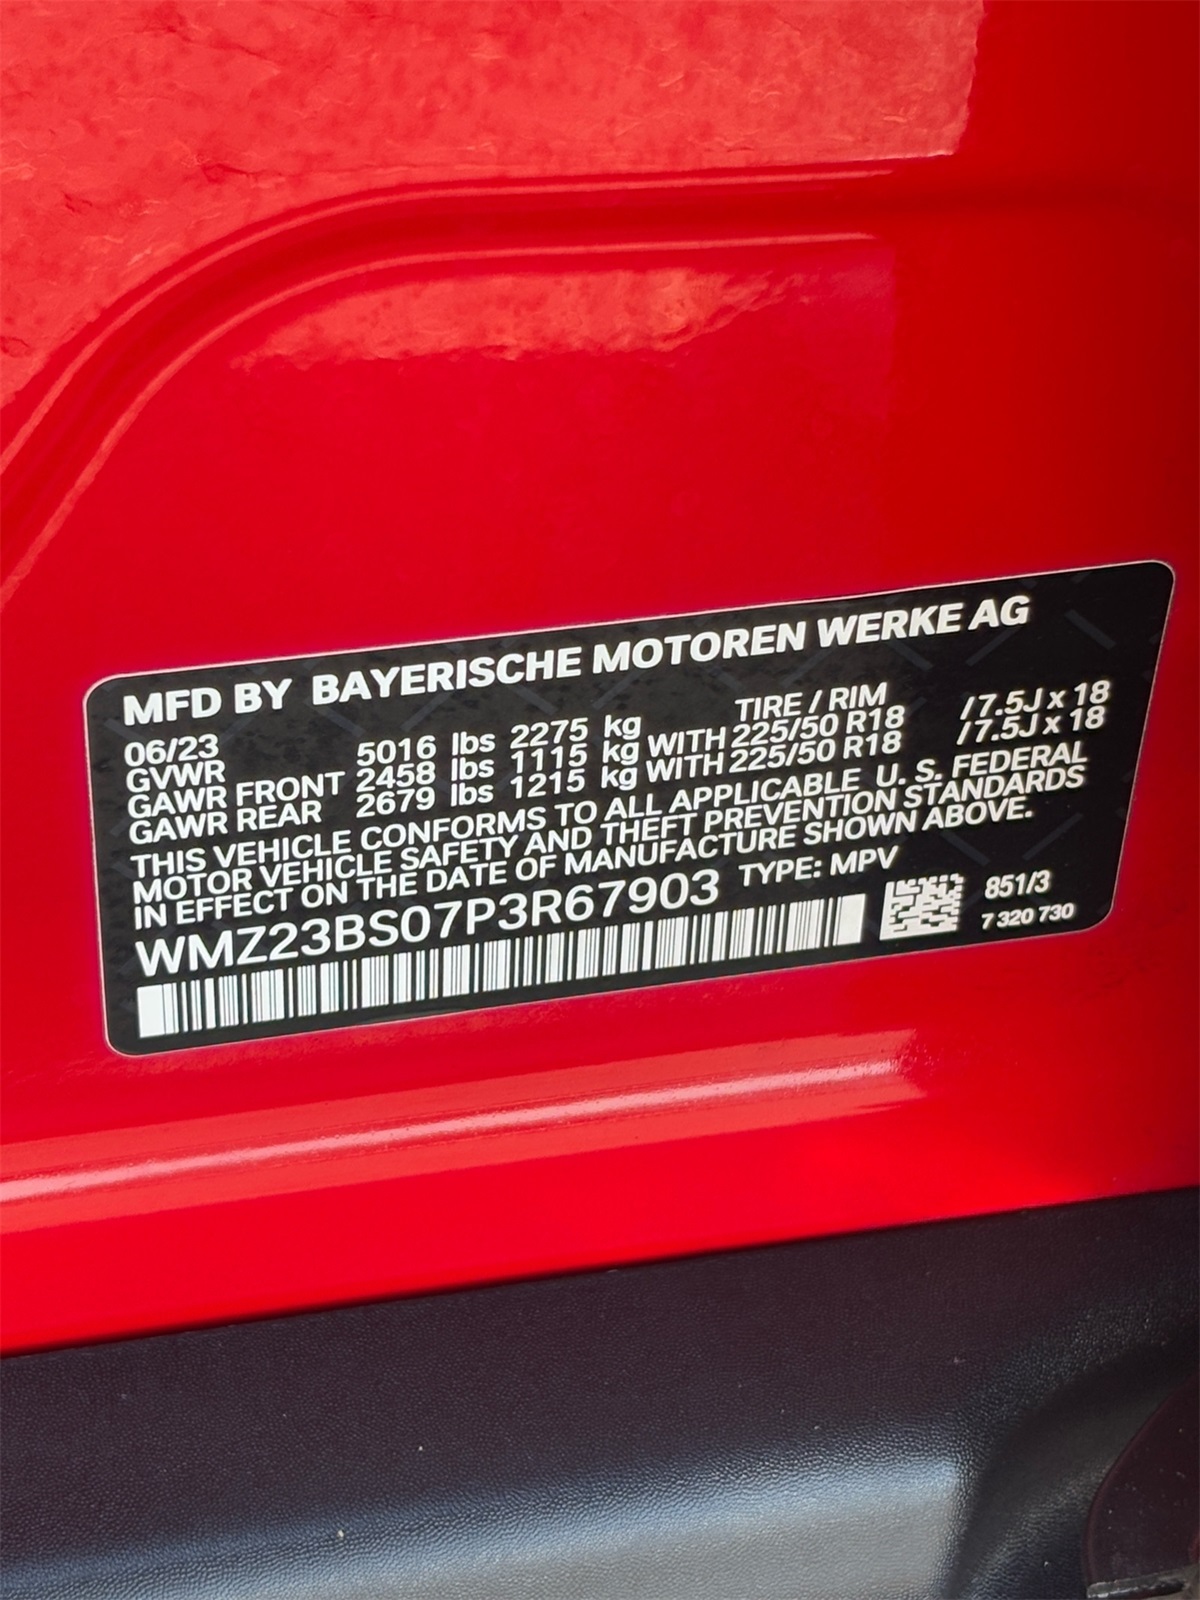 MFD BY BAYERISCHE MOTOREN WERKE AG
06/23 TIRE / RIM
GVWR 5016 lbs 2275 kg
GAWR FRONT 2458 lbs 1115 kg WITH 225/50 R18 /7.5J x 18
GAWR REAR 2679 lbs 1215 kg WITH 225/50 R18 /7.5J x 18
THIS VEHICLE CONFORMS TO ALL APPLICABLE U. S. FEDERAL
MOTOR VEHICLE SAFETY AND THEFT PREVENTION STANDARDS
IN EFFECT ON THE DATE OF MANUFACTURE SHOWN ABOVE.
WMZ23BS07P3R67903 TYPE: MPV
851/3
7 320 730